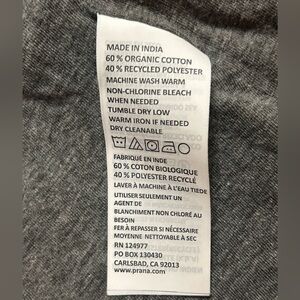 MADE IN INDIA
60 % ORGANIC COTTON
40 % RECYCLED POLYESTER
MACHINE WASH WARM
NON-CHLORINE BLEACH
WHEN NEEDED
TUMBLE DRY LOW
WARM IRON IF NEEDED
DRY CLEANABLE
FABRIQUÉ EN INDE
60 % COTON BIOLOGIQUE
40 % POLYESTER RECYCLÉ
LAVER À MACHINE À L'EAU TIEDE
UTILISER SEULEMENT UN
AGENT DE
BLANCHIMENT NON CHLORÉ AU
BESOIN
FER À REPASSER SI NÉCESSAIRE
MOYENNE NETTOYABLE À SEC
RN 124977
PO BOX 130430
CARLSBAD, CA 92013
www.prana.com